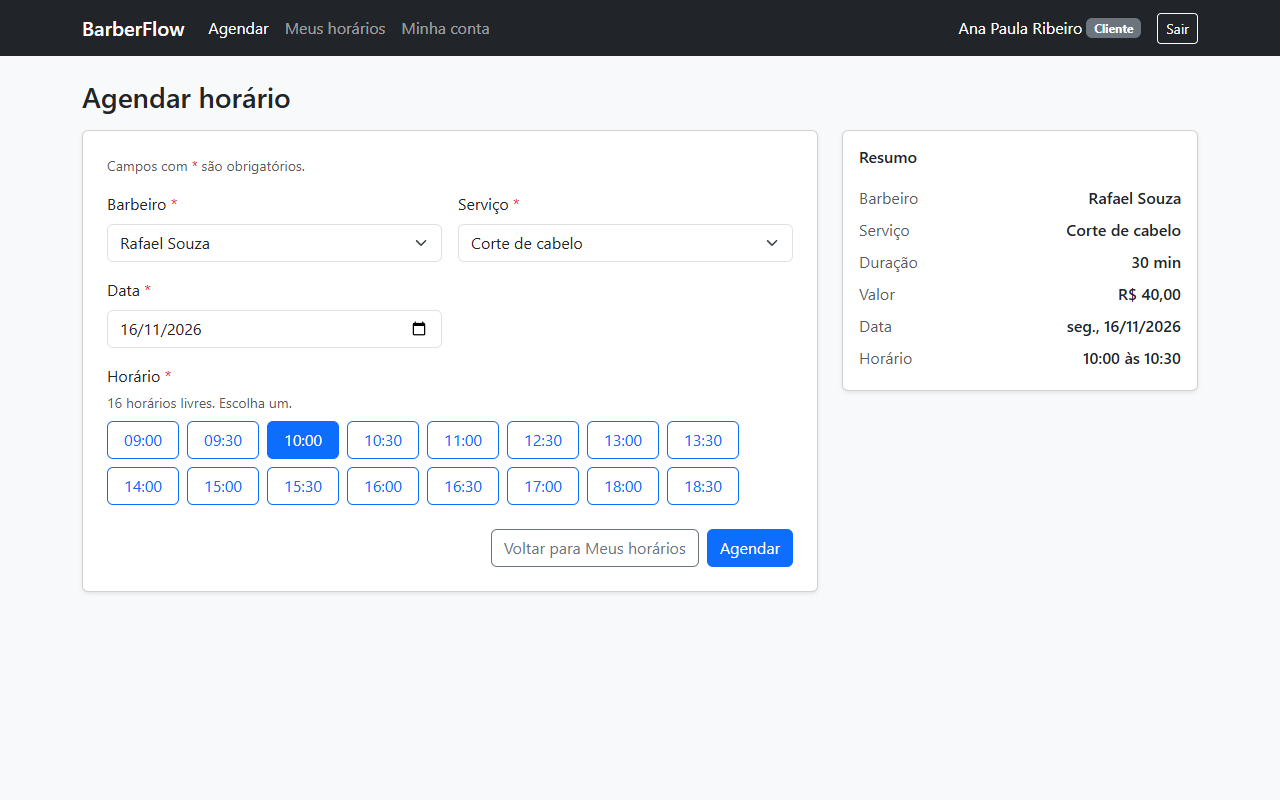 BarberFlow Agendar Meus horários Minha conta Ana Paula Ribeiro Cliente Sair
Agendar horário
Campos com * são obrigatórios.
Barbeiro * Serviço *
Rafael Souza Corte de cabelo
Data *
16/11/2026
Horário *
16 horários livres. Escolha um.
09:00 09:30 10:00 10:30 11:00 12:30 13:00 13:30
14:00 15:00 15:30 16:00 16:30 17:00 18:00 18:30
Voltar para Meus horários Agendar
Resumo
Barbeiro Rafael Souza
Serviço Corte de cabelo
Duração 30 min
Valor R$ 40,00
Data seg., 16/11/2026
Horário 10:00 às 10:30